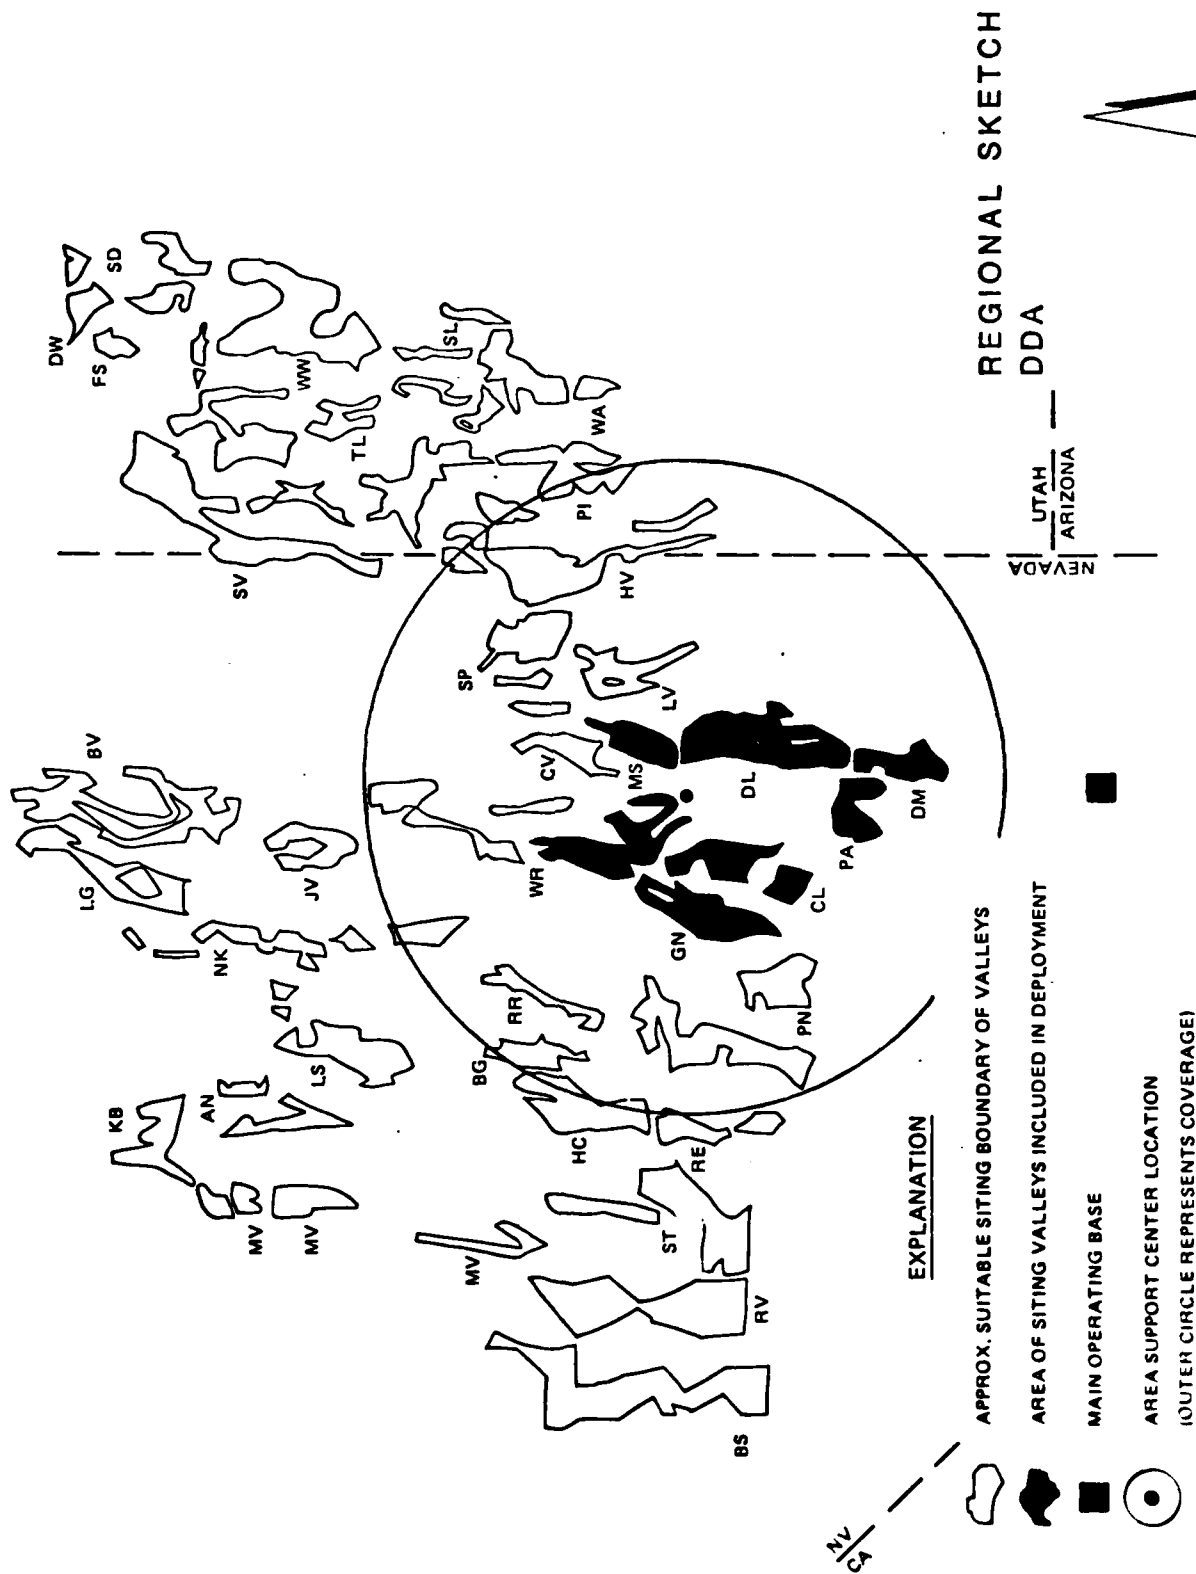 REGIONAL SKETCH
DDA
DW
SD
FS
WW
SL
TL
WA
SV
PI
HV
UTAH
ARIZONA
NEVADA
BV
LG
JV
NK
SP
LV
CV
MS
DL
DM
WR
PA
CL
GN
RR
PN
BG
LS
KB
AN
HC
RE
MV
MV
MV
ST
RV
BS
NV
CA
EXPLANATION
APPROX. SUITABLE SITING BOUNDARY OF VALLEYS
AREA OF SITING VALLEYS INCLUDED IN DEPLOYMENT
MAIN OPERATING BASE
AREA SUPPORT CENTER LOCATION
(OUTER CIRCLE REPRESENTS COVERAGE)